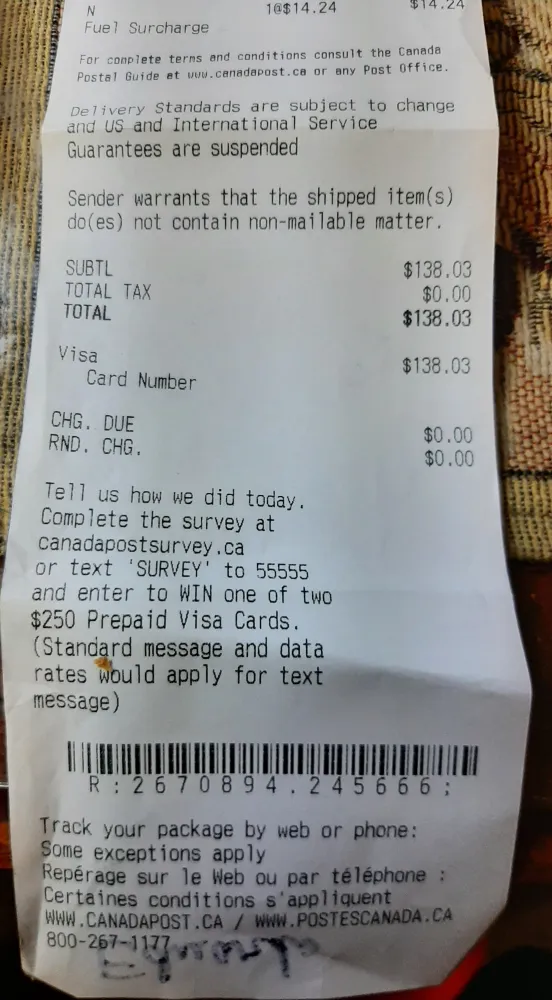 N 1@$14.24 $14.24
Fuel Surcharge
For complete terms and conditions consult the Canada
Postal Guide at www.canadapost.ca or any Post Office.
Delivery Standards are subject to change
and US and International Service
Guarantees are suspended
Sender warrants that the shipped item(s)
do(es) not contain non-mailable matter.
SUBTL $138.03
TOTAL TAX $0.00
TOTAL $138.03
Visa $138.03
Card Number
CHG. DUE $0.00
RND. CHG. $0.00
Tell us how we did today.
Complete the survey at
canadapostsurvey.ca
or text 'SURVEY' to 55555
and enter to WIN one of two
$250 Prepaid Visa Cards.
(Standard message and data
rates would apply for text
message)
R:2670894.245666;
Track your package by web or phone:
Some exceptions apply
Repérage sur le Web ou par téléphone :
Certaines conditions s'appliquent
WWW.CANADAPOST.CA / WWW.POSTESCANADA.CA
800-267-1177